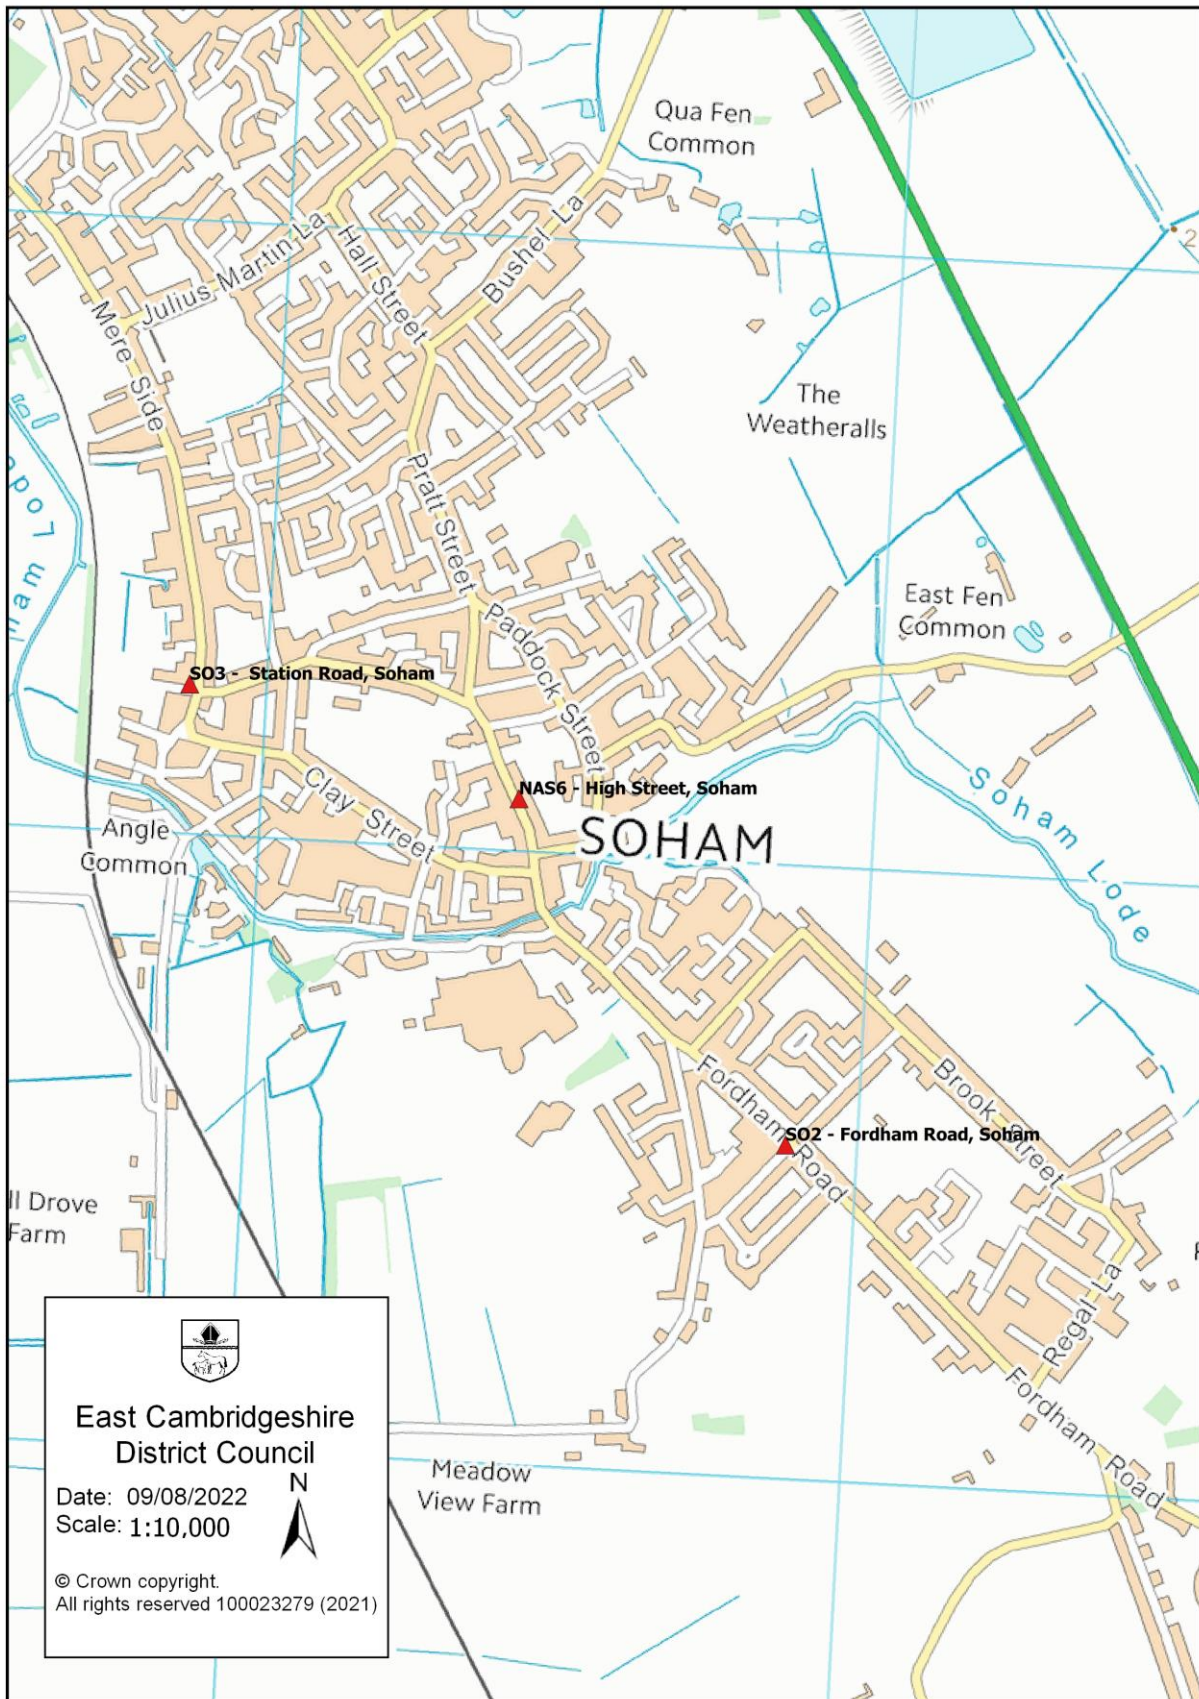 Qua Fen
Common
Julius Martin La
Hall Street
Bushel La
2
Mere Side
The
Weatheralls
Pratt Street
East Fen
Common
Paddock Street
SO3 - Station Road, Soham
NAS6 - High Street, Soham
Clay Street
SOHAM
Soham Lode
Angle
Common
Fordham Road
Brook Street
SO2 - Fordham Road, Soham
ll Drove
Farm
Regal La
Fordham Road
Meadow
View Farm
East Cambridgeshire
District Council
N
Date: 09/08/2022
Scale: 1:10,000
© Crown copyright.
All rights reserved 100023279 (2021)